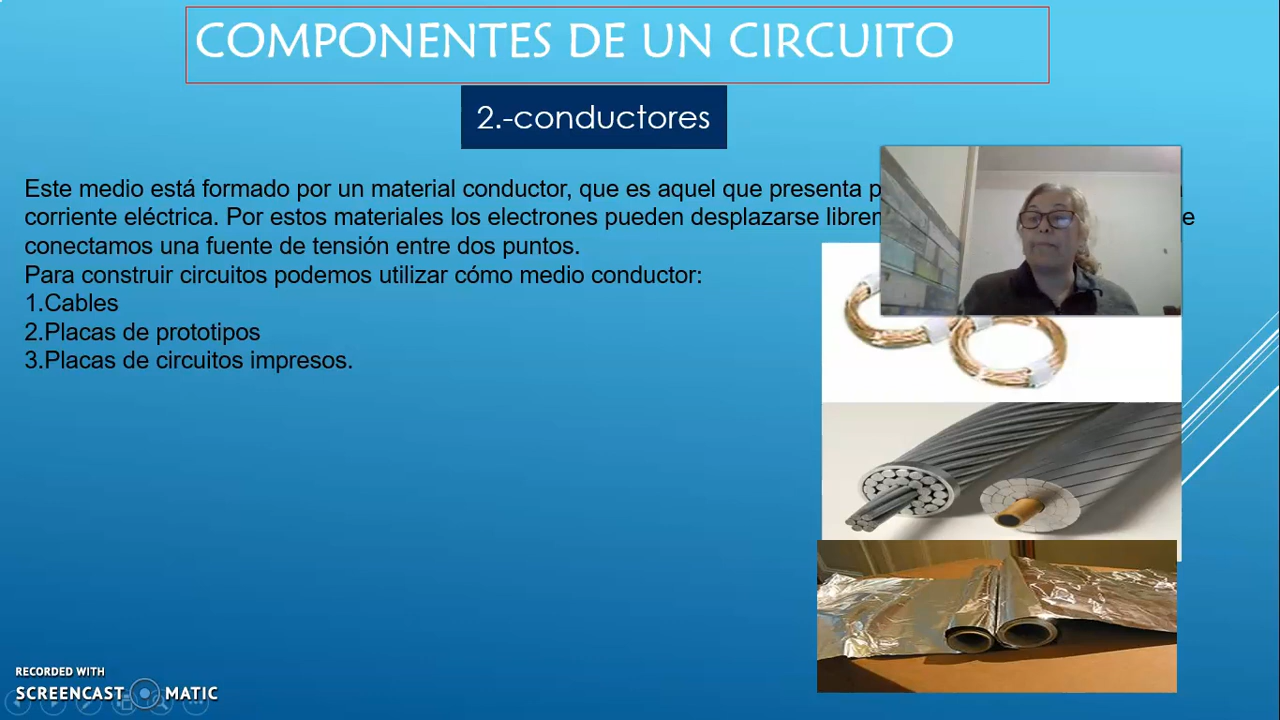 COMPONENTES DE UN CIRCUITO
2.-conductores
Este medio está formado por un material conductor, que es aquel que presenta
corriente eléctrica. Por estos materiales los electrones pueden desplazarse
conectamos una fuente de tensión entre dos puntos.
Para construir circuitos podemos utilizar cómo medio conductor:
1.Cables
2.Placas de prototipos
3.Placas de circuitos impresos.
RECORDED WITH
SCREENCAST MATIC